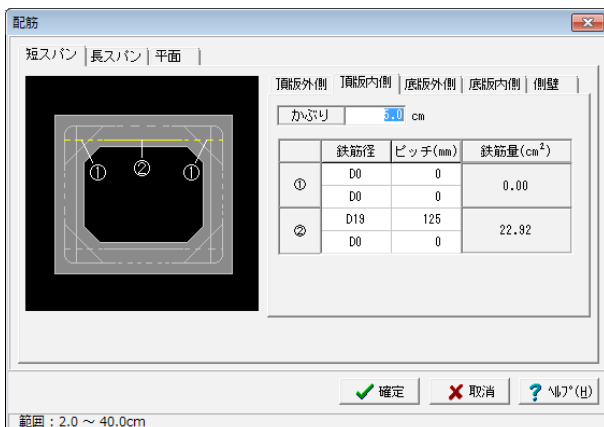 配筋
短スパン 長スパン 平面
頂版外側 頂版内側 底版外側 底版内側 側壁
かぶり 5.0 cm
鉄筋径 ピッチ(mm) 鉄筋量(cm²)
① D0 0 0.00
D0 0
② D19 125 22.92
D0 0
① ② ①
確定 取消 ? ﾍﾙﾌﾟ(H)
範囲：2.0 ～ 40.0cm